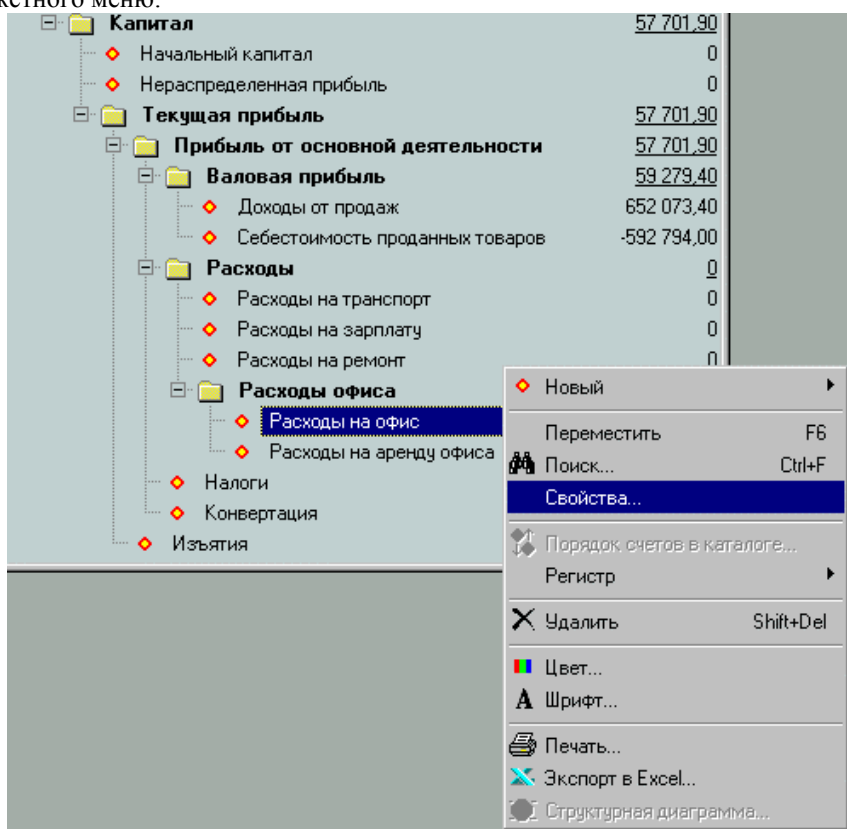 кетного меню:
Капитал 57 701,90
Начальный капитал 0
Нераспределенная прибыль 0
Текущая прибыль 57 701,90
Прибыль от основной деятельности 57 701,90
Валовая прибыль 59 279,40
Доходы от продаж 652 073,40
Себестоимость проданных товаров -592 794,00
Расходы 0
Расходы на транспорт 0
Расходы на зарплату 0
Расходы на ремонт 0
Расходы офиса
Расходы на офис
Расходы на аренду офиса
Налоги
Конвертация
Изъятия
Новый
Переместить F6
Поиск... Ctrl+F
Свойства...
Порядок счетов в каталоге...
Регистр
Удалить Shift+Del
Цвет...
Шрифт...
Печать...
Экспорт в Excel...
Структурная диаграмма...